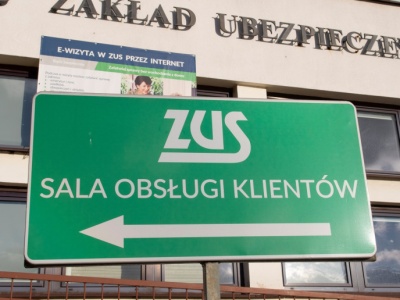 ZAKŁAD UBEZPIECZEŃ
E-WIZYTA W ZUS PRZEZ INTERNET
ZUS
SALA OBSŁUGI KLIENTÓW